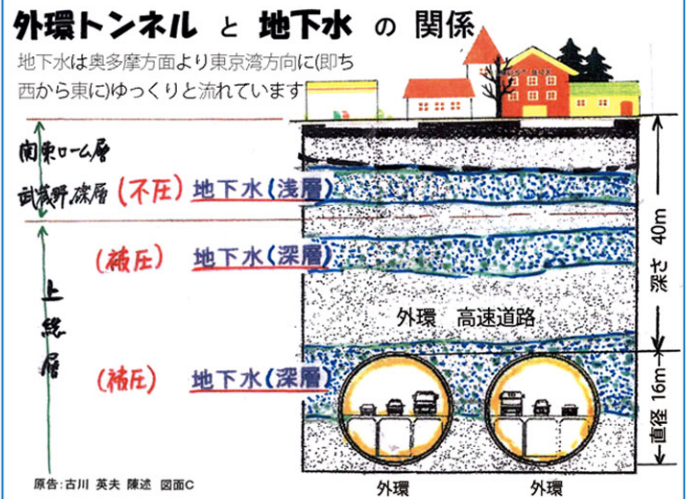 外環トンネル と 地下水 の 関係
地下水は奥多摩方面より東京湾方向に(即ち
西から東に)ゆっくりと流れています
関東ローム層
武蔵野礫層 (不圧) 地下水(浅層)
(被圧) 地下水(深層)
上総層
外環 高速道路
(被圧) 地下水(深層)
深さ 40m
直径 16m
原告:古川 英夫 陳述 図面C
外環 外環